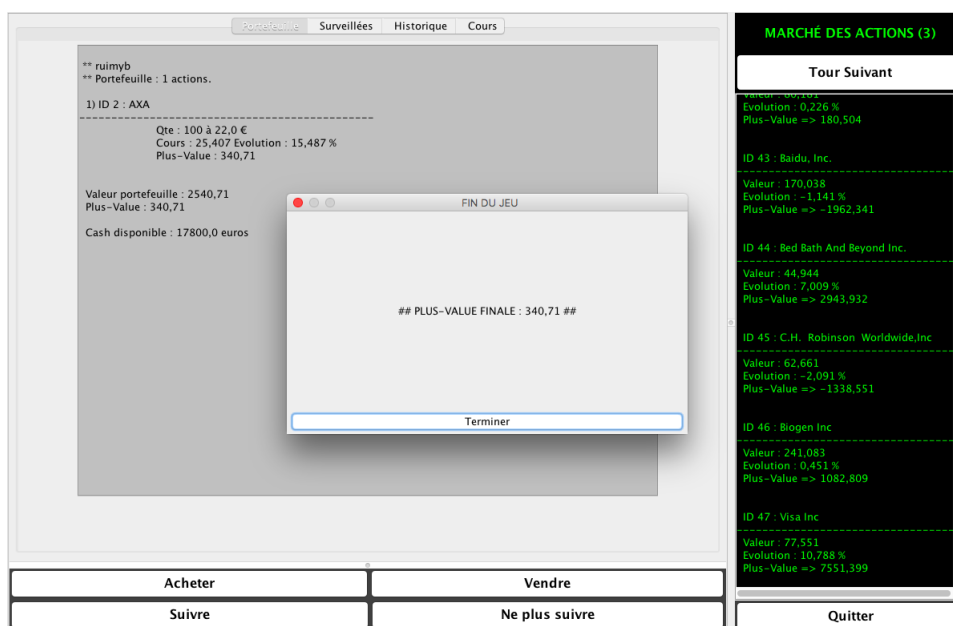 Portefeuille Surveillées Historique Cours
** ruimyb
** Portefeuille : 1 actions.
1) ID 2 : AXA
Qte : 100 à 22,0 €
Cours : 25,407 Evolution : 15,487 %
Plus-Value : 340,71
Valeur portefeuille : 2540,71
Plus-Value : 340,71
Cash disponible : 17800,0 euros
FIN DU JEU
## PLUS-VALUE FINALE : 340,71 ##
Terminer
Acheter
Vendre
Suivre
Ne plus suivre
MARCHÉ DES ACTIONS (3)
Tour Suivant
Valeur : 80,181
Evolution : 0,226 %
Plus-Value => 180,504
ID 43 : Baidu, Inc.
Valeur : 170,038
Evolution : -1,141 %
Plus-Value => -1962,341
ID 44 : Bed Bath And Beyond Inc.
Valeur : 44,944
Evolution : 7,009 %
Plus-Value => 2943,932
ID 45 : C.H. Robinson Worldwide,Inc
Valeur : 62,661
Evolution : -2,091 %
Plus-Value => -1338,551
ID 46 : Biogen Inc
Valeur : 241,083
Evolution : 0,451 %
Plus-Value => 1082,809
ID 47 : Visa Inc
Valeur : 77,551
Evolution : 10,788 %
Plus-Value => 7551,399
Quitter